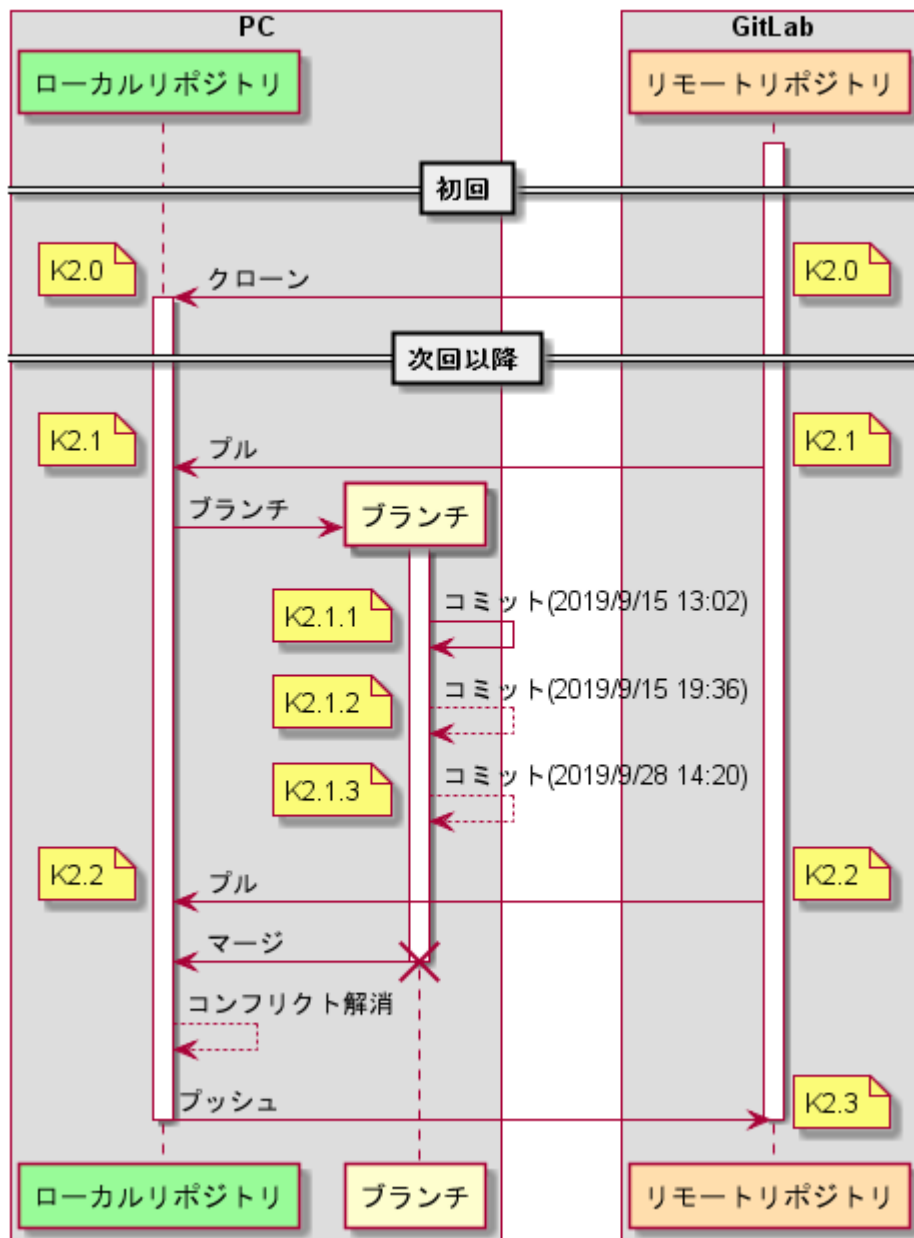 PC
GitLab
ローカルリポジトリ
リモートリポジトリ
初回
K2.0
クローン
K2.0
次回以降
K2.1
プル
K2.1
ブランチ
ブランチ
K2.1.1
コミット(2019/9/15 13:02)
K2.1.2
コミット(2019/9/15 19:36)
K2.1.3
コミット(2019/9/28 14:20)
K2.2
プル
K2.2
マージ
コンフリクト解消
プッシュ
K2.3
ローカルリポジトリ
ブランチ
リモートリポジトリ